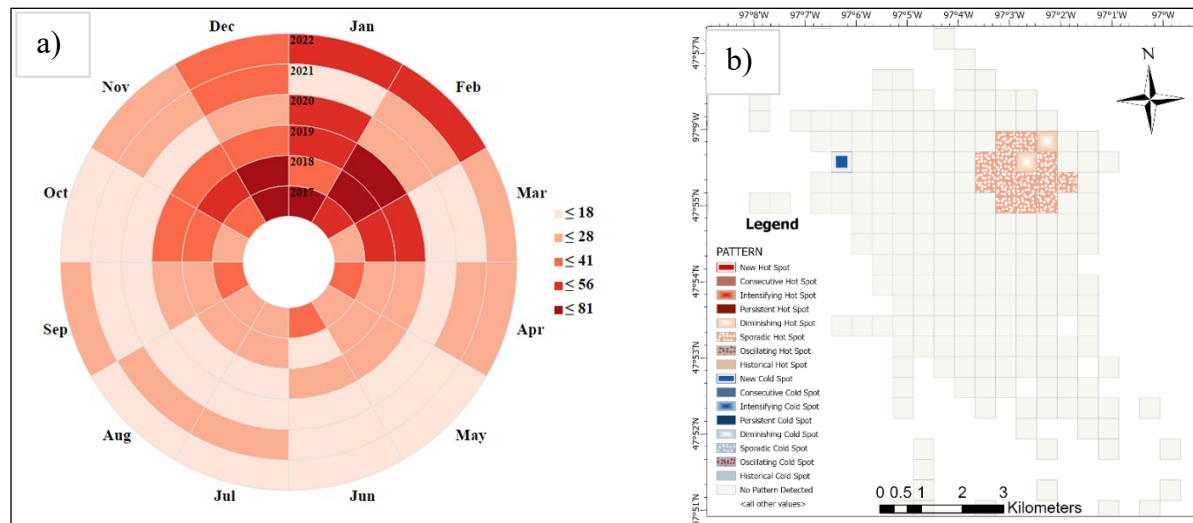 a)
Dec
Jan
Nov
Feb
Oct
Mar
Sep
Apr
Aug
May
Jul
Jun
2022
2021
2020
2019
2018
2017
≤ 18
≤ 28
≤ 41
≤ 56
≤ 81
b)
97°8'W 97°7'W 97°6'W 97°5'W 97°4'W 97°3'W 97°2'W 97°1'W 97°W
47°57'N
97°9'W
47°55'N
47°54'N
47°53'N
47°52'N
47°51'N
N
Legend
PATTERN
New Hot Spot
Consecutive Hot Spot
Intensifying Hot Spot
Persistent Hot Spot
Diminishing Hot Spot
Sporadic Hot Spot
Oscillating Hot Spot
Historical Hot Spot
New Cold Spot
Consecutive Cold Spot
Intensifying Cold Spot
Persistent Cold Spot
Diminishing Cold Spot
Sporadic Cold Spot
Oscillating Cold Spot
Historical Cold Spot
No Pattern Detected
<all other values>
0 0.5 1 2 3
Kilometers